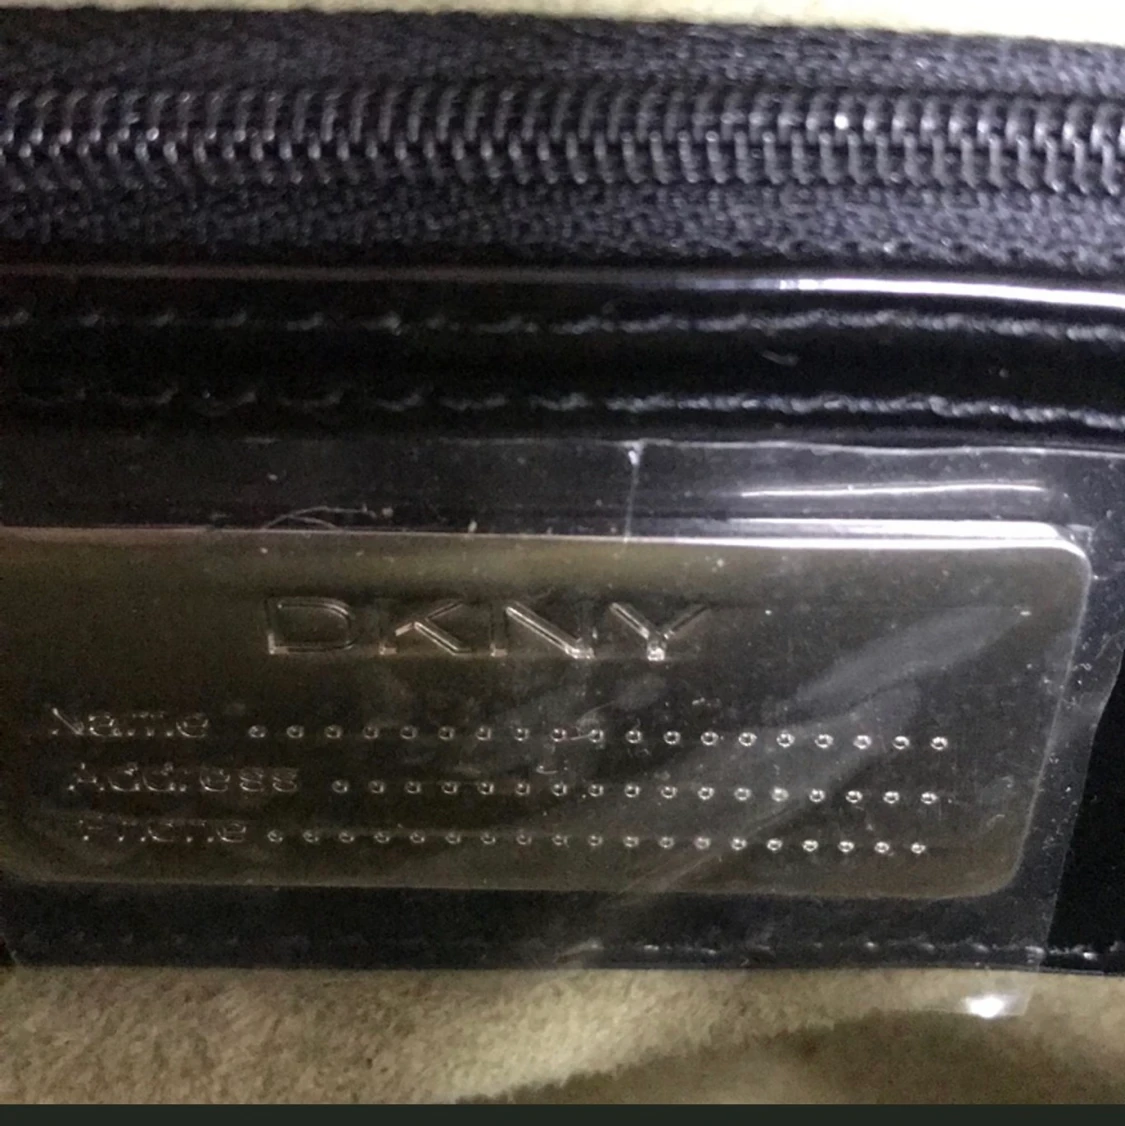 DKNY
Name ...................
Address .................
Phone ...................